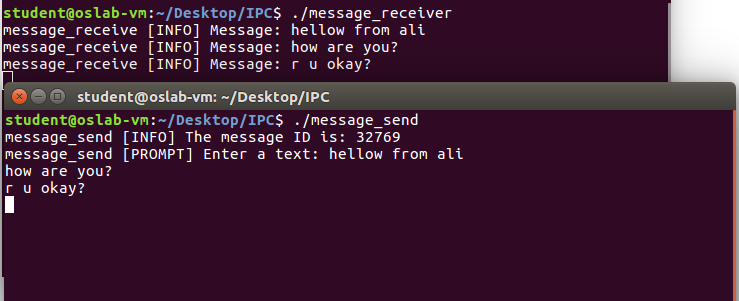 student@oslab-vm:~/Desktop/IPC$ ./message_receiver
message_receive [INFO] Message: hellow from ali
message_receive [INFO] Message: how are you?
message_receive [INFO] Message: r u okay?
student@oslab-vm: ~/Desktop/IPC
student@oslab-vm:~/Desktop/IPC$ ./message_send
message_send [INFO] The message ID is: 32769
message_send [PROMPT] Enter a text: hellow from ali
how are you?
r u okay?